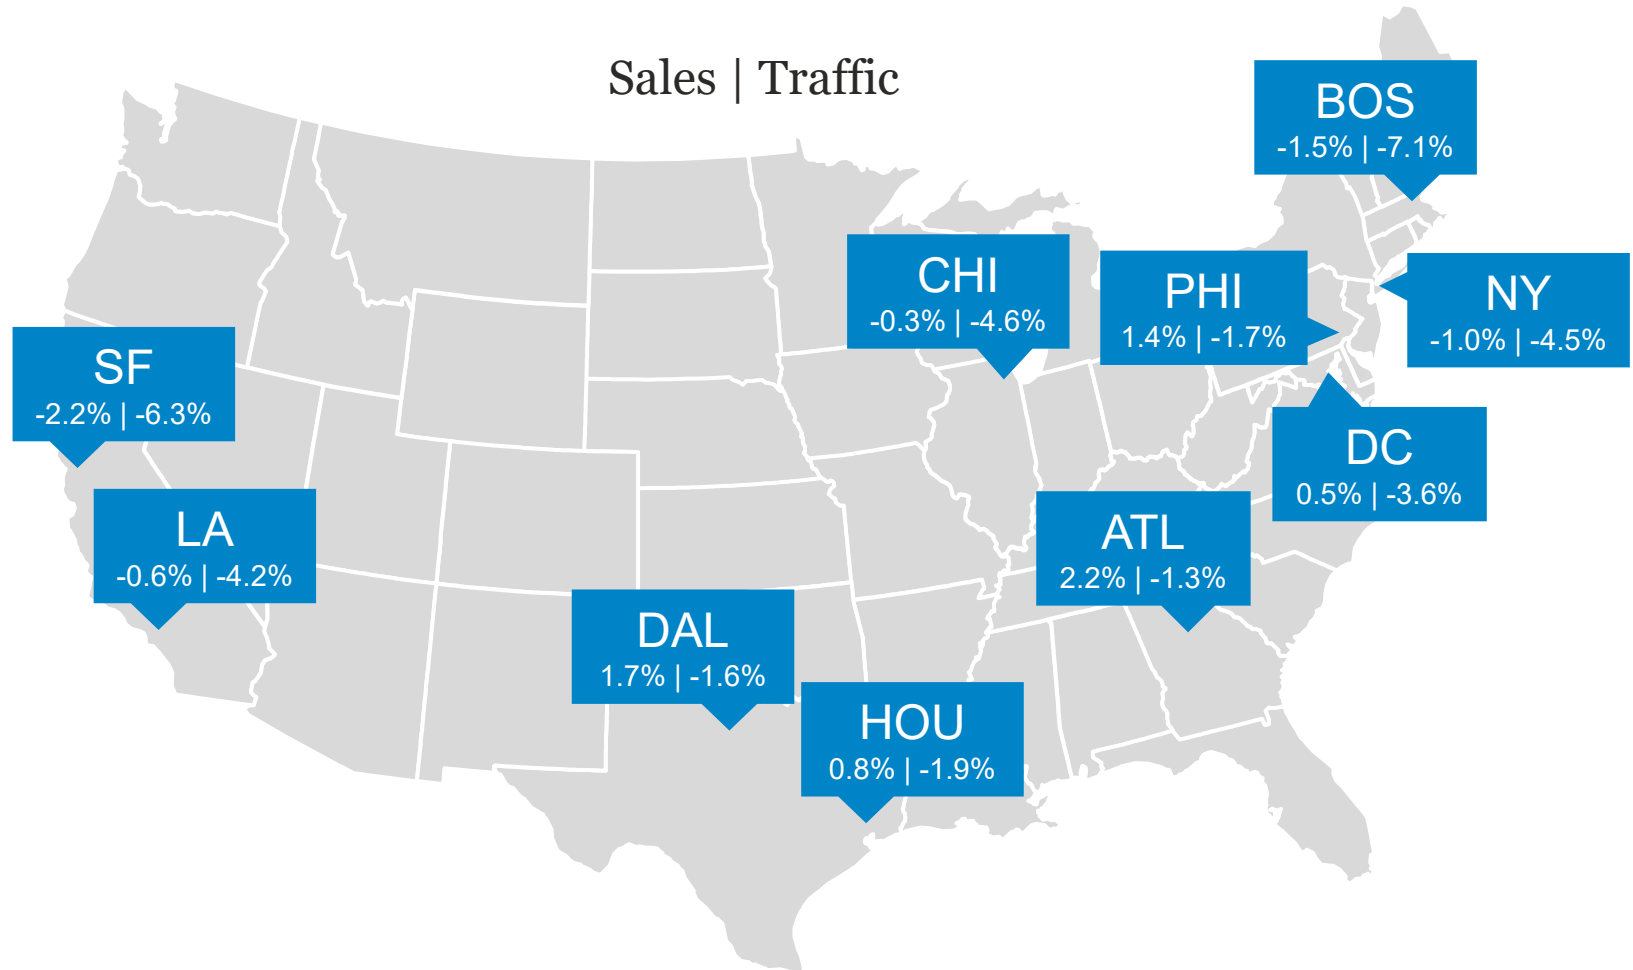 Sales | Traffic
BOS
-1.5% | -7.1%
CHI
-0.3% | -4.6%
PHI
1.4% | -1.7%
NY
-1.0% | -4.5%
SF
-2.2% | -6.3%
DC
0.5% | -3.6%
LA
-0.6% | -4.2%
ATL
2.2% | -1.3%
DAL
1.7% | -1.6%
HOU
0.8% | -1.9%